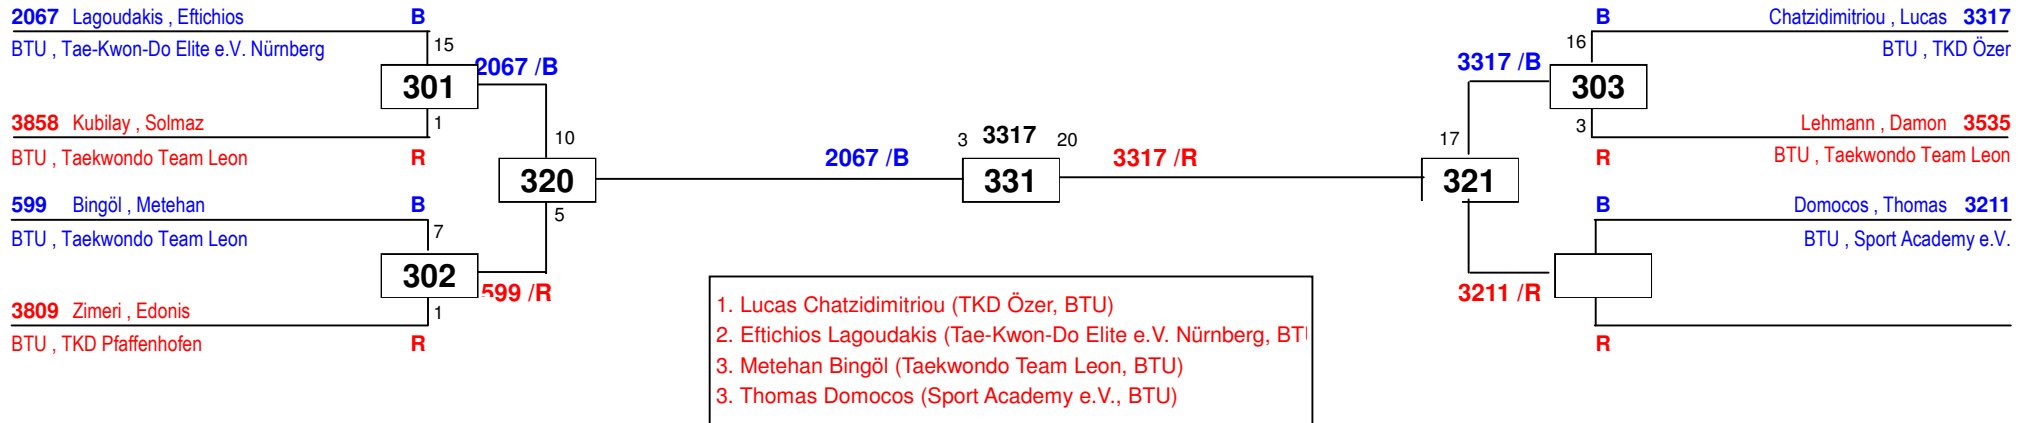 2067 Lagoudakis , Eftichios B
BTU , Tae-Kwon-Do Elite e.V. Nürnberg
15
2067 /B
301
3858 Kubilay , Solmaz
1
BTU , Taekwondo Team Leon R
10
320
5
599 Bingöl , Metehan B
BTU , Taekwondo Team Leon
7
302
599 /R
3809 Zimeri , Edonis
1
BTU , TKD Pfaffenhofen R
2067 /B
3 3317 20
331
3317 /R
B Chatzidimitriou , Lucas 3317
16
BTU , TKD Özer
3317 /B
303
3
Lehmann , Damon 3535
R BTU , Taekwondo Team Leon
17
321
B Domocos , Thomas 3211
BTU , Sport Academy e.V.
3211 /R
R
1. Lucas Chatzidimitriou (TKD Özer, BTU)
2. Eftichios Lagoudakis (Tae-Kwon-Do Elite e.V. Nürnberg, BTU
3. Metehan Bingöl (Taekwondo Team Leon, BTU)
3. Thomas Domocos (Sport Academy e.V., BTU)